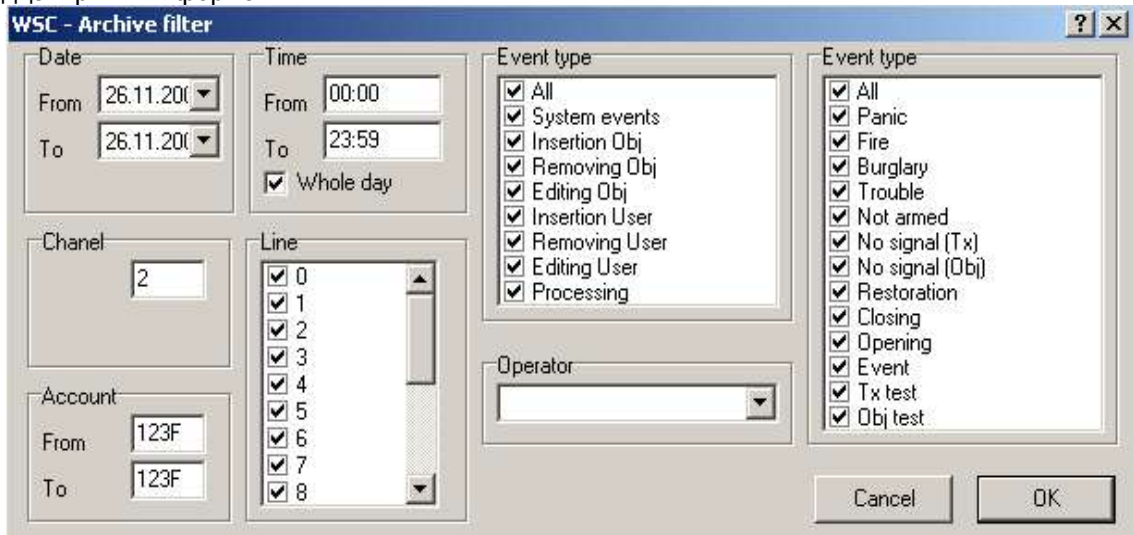 WSC - Archive filter
Date
From 26.11.200
To 26.11.200
Time
From 00:00
To 23:59
Whole day
Chanel
2
Account
From 123F
To 123F
Line
0
1
2
3
4
5
6
7
8
Event type
All
System events
Insertion Obj
Removing Obj
Editing Obj
Insertion User
Removing User
Editing User
Processing
Operator
Event type
All
Panic
Fire
Burglary
Trouble
Not armed
No signal (Tx)
No signal (Obj)
Restoration
Closing
Opening
Event
Tx test
Obj test
Cancel
OK